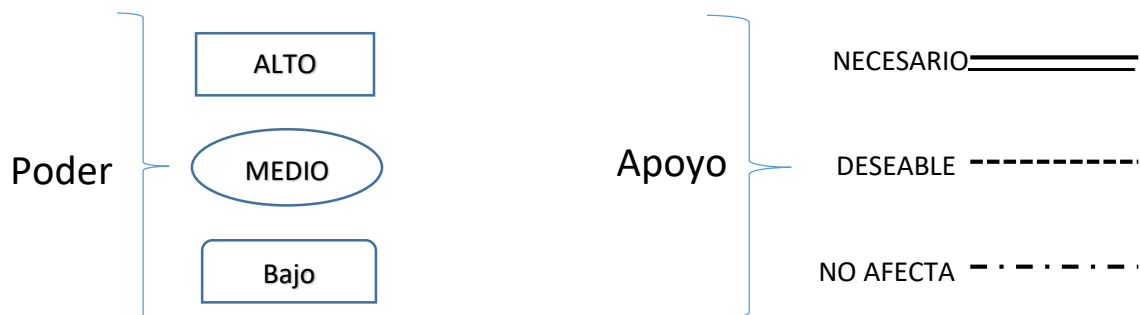 Poder
ALTO
MEDIO
Bajo
Apoyo
NECESARIO
DESEABLE
NO AFECTA